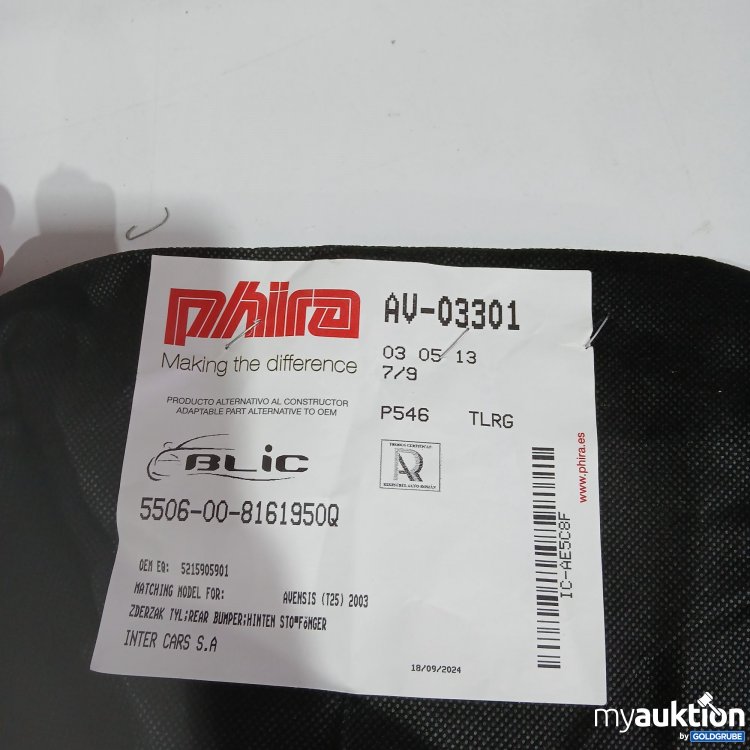 phira
Making the difference
PRODUCTO ALTERNATIVO AL CONSTRUCTOR
ADAPTABLE PART ALTERNATIVE TO OEM
AV-03301
03 05 13
7/9
P546 TLRG
BLIC
5506-00-8161950Q
OEM EQ: 5215905901
MATCHING MODEL FOR: AVENSIS (T25) 2003
ZDERZAK TYL;REAR BUMPER;HINTEN STO FÄNGER
INTER CARS S.A
18/09/2024
IC-AE5C8F
www.phira.es
myauktion
by GOLDGRUBE